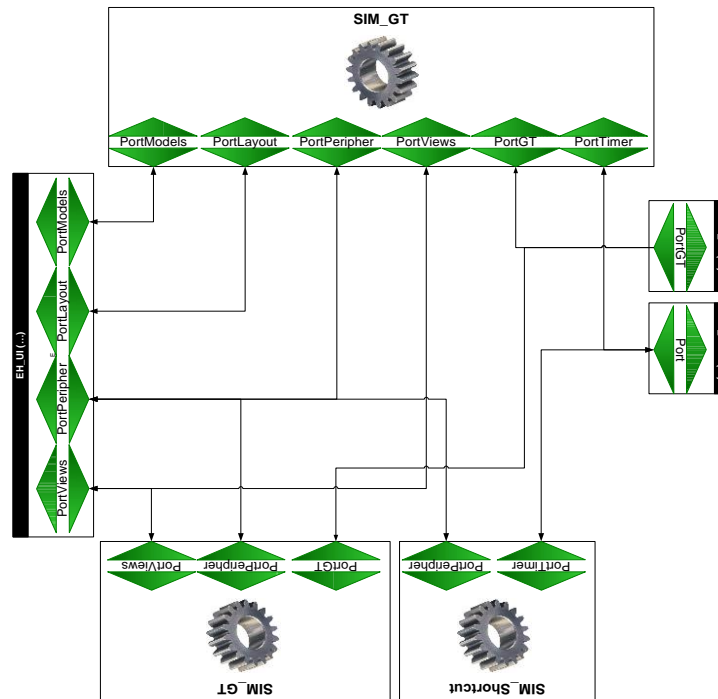 SIM_GT
PortModels
PortLayout
PortPeripher
PortViews
PortGT
PortTimer
EH_UI (...)
PortModels
PortLayout
PortPeripher
PortViews
E
PortGT
Port
PortViews
PortPeripher
PortGT
PortPeripher
PortTimer
SIM_GT
SIM_Shortcut